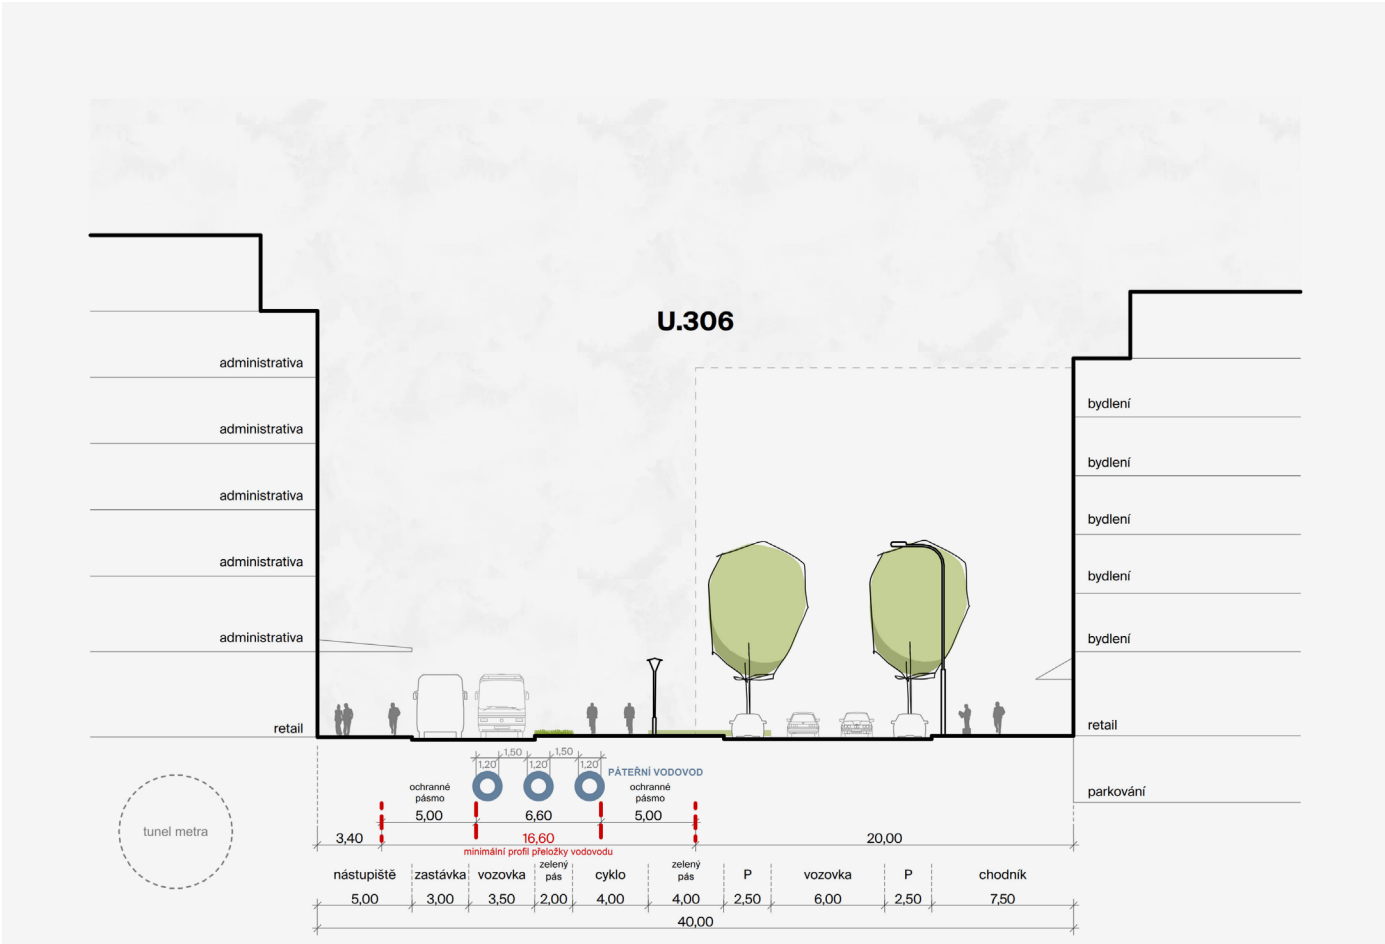 U.306
administrativa
bydlení
administrativa
bydlení
administrativa
bydlení
administrativa
bydlení
administrativa
bydlení
retail
retail
1,50 1,50
1,20 1,20 1,20
PÁTEŘNÍ VODOVOD
ochranné
pásmo
ochranné
pásmo
parkování
5,00 6,60 5,00
tunel metra
3,40 16,60 20,00
minimální profil přeložky vodovodu
nástupiště zastávka vozovka zelený pás cyklo zelený pás P vozovka P chodník
5,00 3,00 3,50 2,00 4,00 4,00 2,50 6,00 2,50 7,50
40,00